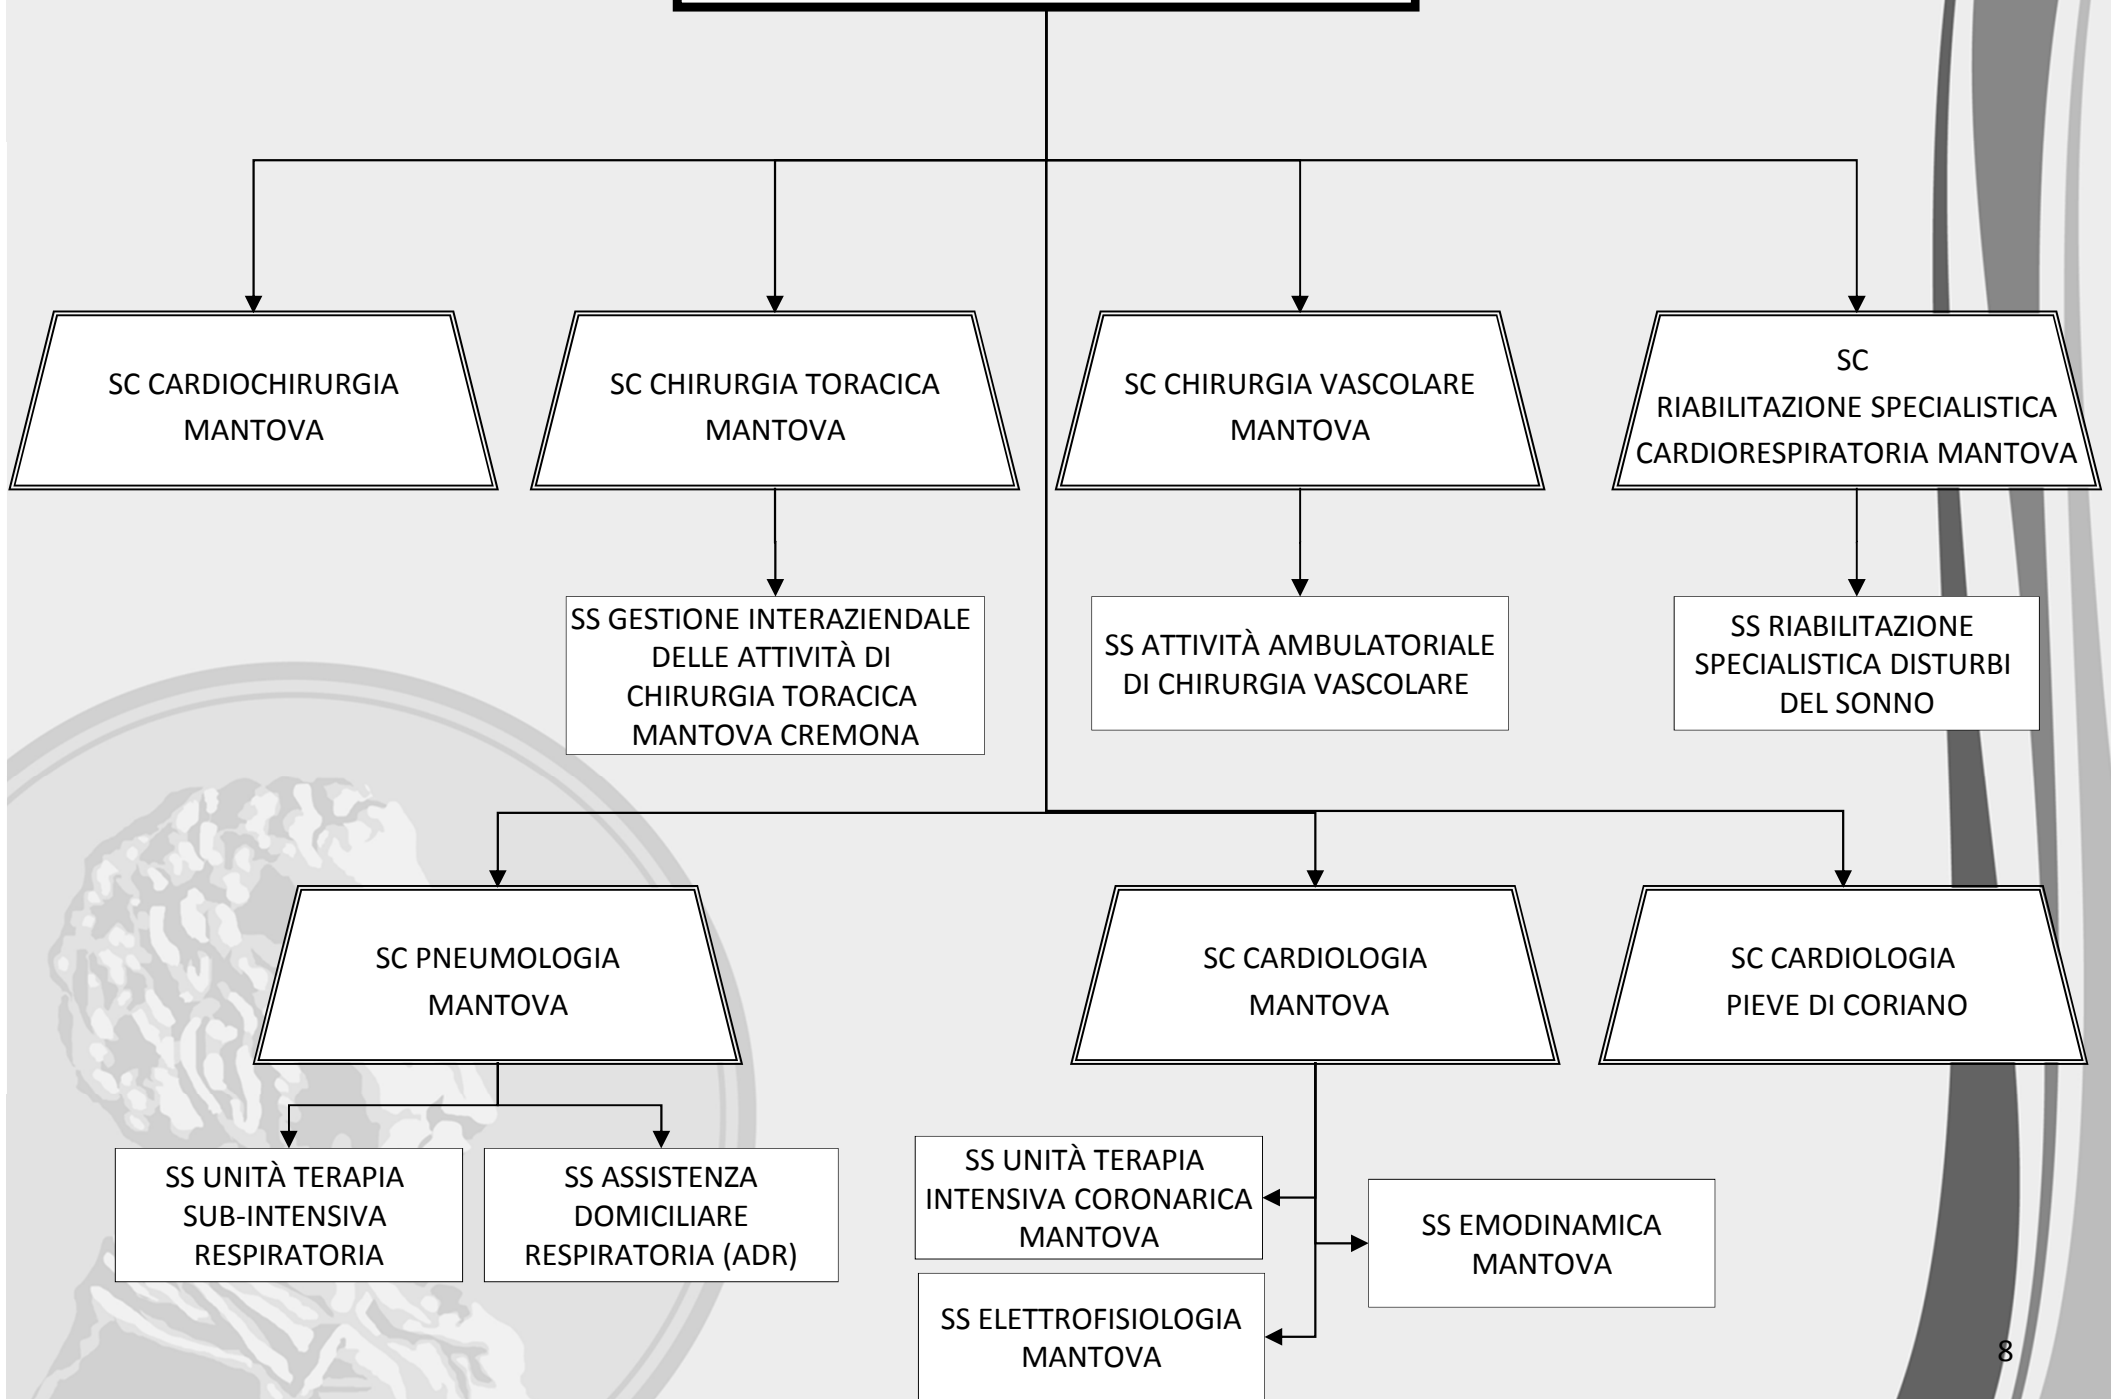 SC CARDIOCHIRURGIA
MANTOVA
SC CHIRURGIA TORACICA
MANTOVA
SC CHIRURGIA VASCOLARE
MANTOVA
SC
RIABILITAZIONE SPECIALISTICA
CARDIORESPIRATORIA MANTOVA
SS GESTIONE INTERAZIENDALE
DELLE ATTIVITÀ DI
CHIRURGIA TORACICA
MANTOVA CREMONA
SS ATTIVITÀ AMBULATORIALE
DI CHIRURGIA VASCOLARE
SS RIABILITAZIONE
SPECIALISTICA DISTURBI
DEL SONNO
SC PNEUMOLOGIA
MANTOVA
SC CARDIOLOGIA
MANTOVA
SC CARDIOLOGIA
PIEVE DI CORIANO
SS UNITÀ TERAPIA
SUB-INTENSIVA
RESPIRATORIA
SS ASSISTENZA
DOMICILIARE
RESPIRATORIA (ADR)
SS UNITÀ TERAPIA
INTENSIVA CORONARICA
MANTOVA
SS EMODINAMICA
MANTOVA
SS ELETTROFISIOLOGIA
MANTOVA
8